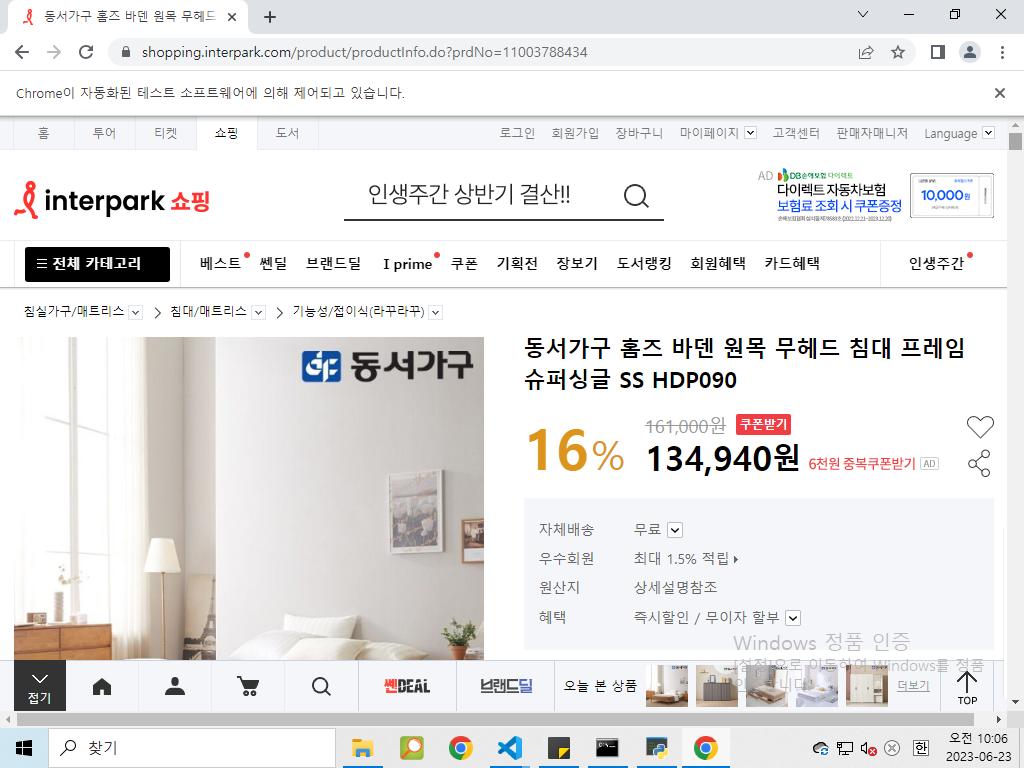 동서가구 홈즈 바덴 원목 무헤드
shopping.interpark.com/product/productInfo.do?prdNo=11003788434
Chrome이 자동화된 테스트 소프트웨어에 의해 제어되고 있습니다.
홈 투어 티켓 쇼핑 도서 로그인 회원가입 장바구니 마이페이지 고객센터 판매자매니저 Language
interpark 쇼핑
인생주간 상반기 결산!!
AD DB손해보험 다이렉트
다이렉트 자동차보험
보험료 조회 시 쿠폰증정
10,000원
전체 카테고리 베스트 쎈딜 브랜드딜 I prime 쿠폰 기획전 장보기 도서랭킹 회원혜택 카드혜택 인생주간
침실가구/매트리스 침대/매트리스 기능성/접이식(라꾸라꾸)
동서가구
동서가구 홈즈 바덴 원목 무헤드 침대 프레임
슈퍼싱글 SS HDP090
16%
161,000원 쿠폰받기
134,940원 6천원 중복쿠폰받기 AD
자체배송 무료
우수회원 최대 1.5% 적립
원산지 상세설명참조
혜택 즉시할인 / 무이자 할부
Windows 정품 인증
[설정]으로 이동하여 Windows를 정품
접기
쎈DEAL
브랜드딜
오늘 본 상품
더보기
TOP
찾기
한
오전 10:06
2023-06-23